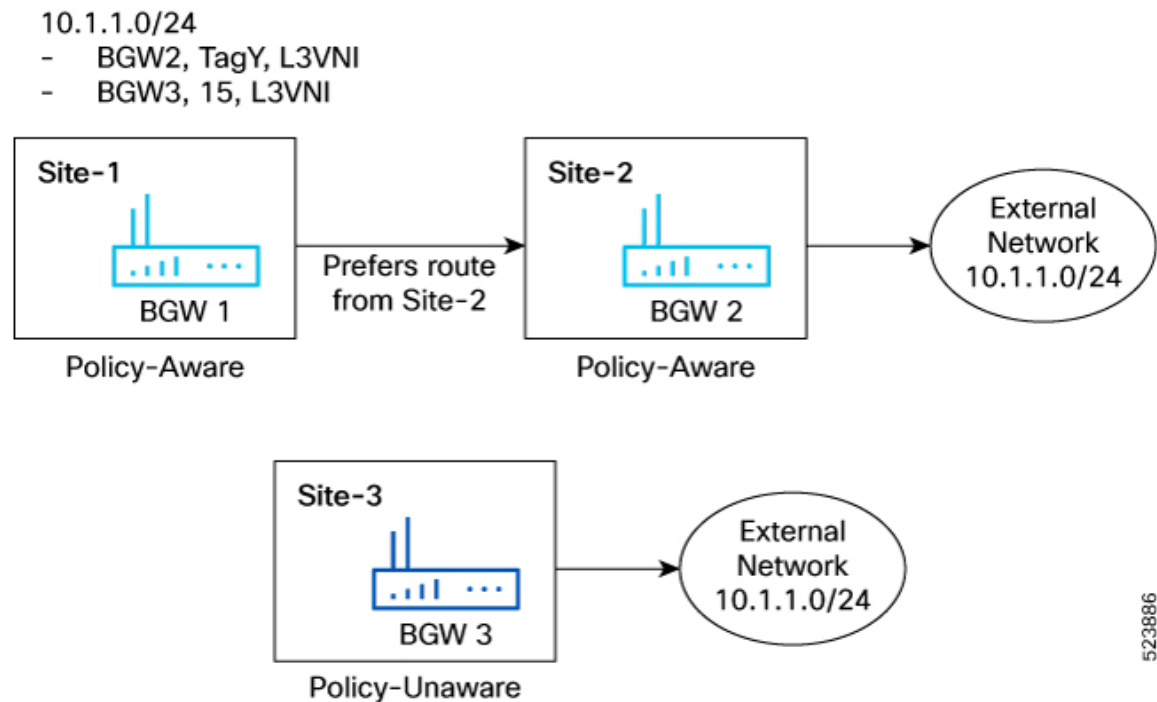 10.1.1.0/24
- BGW2, TagY, L3VNI
- BGW3, 15, L3VNI
Site-1
BGW 1
Policy-Aware
Prefers route
from Site-2
Site-2
BGW 2
Policy-Aware
External
Network
10.1.1.0/24
Site-3
BGW 3
Policy-Unaware
External
Network
10.1.1.0/24
523886